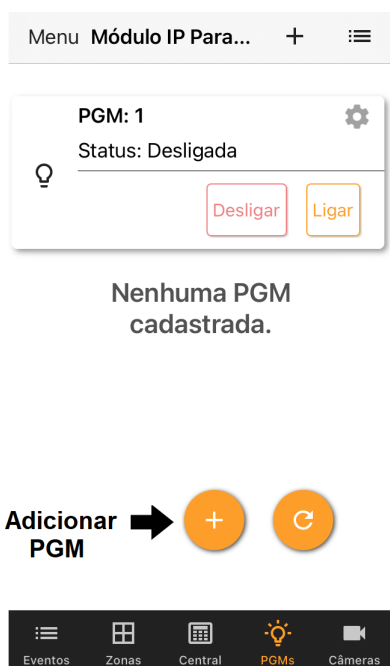 Menu Módulo IP Para...
PGM: 1
Status: Desligada
Desligar Ligar
Nenhuma PGM
cadastrada.
Adicionar
PGM
Eventos Zonas Central PGMs Câmeras